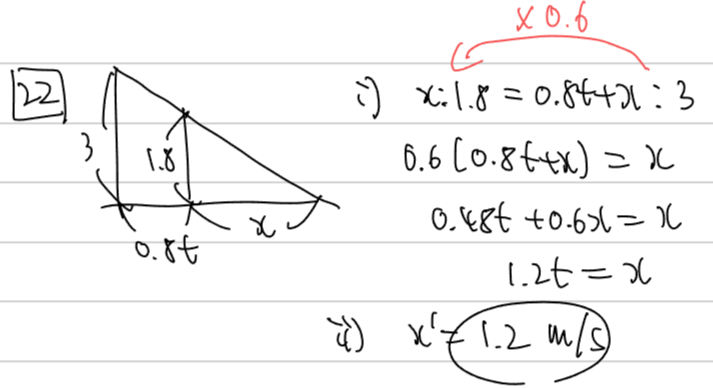 x 0.6
22
i) x:1.8 = 0.8t+x : 3
3
1.8
0.6(0.8t+x) = x
0.8t
x
0.48t + 0.6x = x
1.2t = x
ii) x' = 1.2 m/s